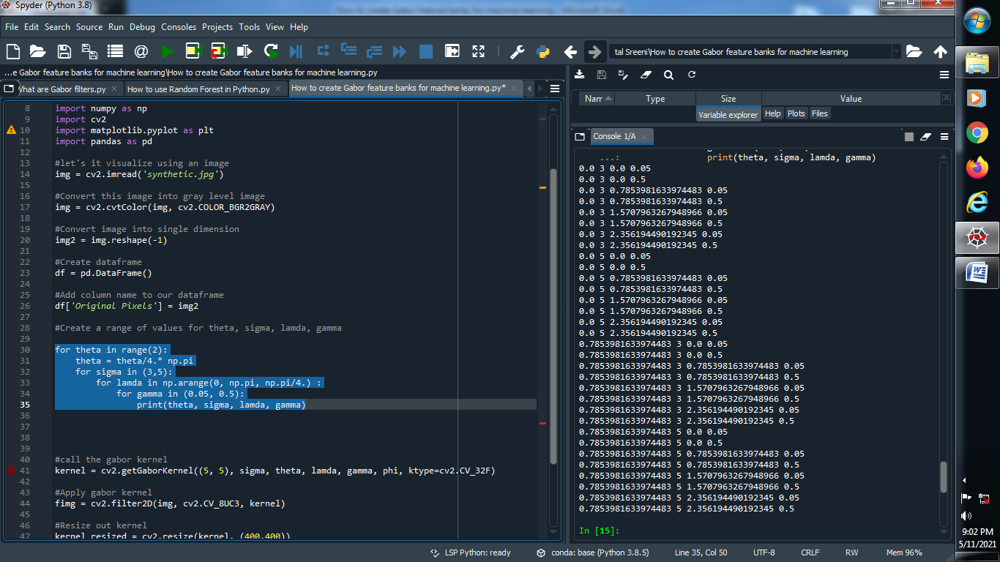 Spyder (Python 3.8)
File Edit Search Source Run Debug Consoles Projects Tools View Help
tal Sreeni\How to create Gabor feature banks for machine learning
...e Gabor feature banks for machine learning\How to create Gabor feature banks for machine learning.py
What are Gabor filters.py How to use Random Forest in Python.py How to create Gabor feature banks for machine learning.py*
8 import numpy as np
9 import cv2
10 import matplotlib.pyplot as plt
11 import pandas as pd
12
13 #let's it visualize using an image
14 img = cv2.imread('synthetic.jpg')
15
16 #Convert this image into gray level image
17 img = cv2.cvtColor(img, cv2.COLOR_BGR2GRAY)
18
19 #Convert image into single dimension
20 img2 = img.reshape(-1)
21
22 #Create dataframe
23 df = pd.DataFrame()
24
25 #Add column name to our dataframe
26 df['Original Pixels'] = img2
27
28 #Create a range of values for theta, sigma, lamda, gamma
29
30 for theta in range(2):
31 theta = theta/4.* np.pi
32 for sigma in (3,5):
33 for lamda in np.arange(0, np.pi, np.pi/4.) :
34 for gamma in (0.05, 0.5):
35 print(theta, sigma, lamda, gamma)
36
37
38
39
40 #call the gabor kernel
41 kernel = cv2.getGaborKernel((5, 5), sigma, theta, lamda, gamma, phi, ktype=cv2.CV_32F)
42
43 #Apply gabor kernel
44 fimg = cv2.filter2D(img, cv2.CV_8UC3, kernel)
45
46 #Resize out kernel
47 kernel_resized = cv2.resize(kernel, (400,400))
Nam Type Size Value
Variable explorer Help Plots Files
Console 1/A
...: print(theta, sigma, lamda, gamma)
0.0 3 0.0 0.05
0.0 3 0.0 0.5
0.0 3 0.7853981633974483 0.05
0.0 3 0.7853981633974483 0.5
0.0 3 1.5707963267948966 0.05
0.0 3 1.5707963267948966 0.5
0.0 3 2.356194490192345 0.05
0.0 3 2.356194490192345 0.5
0.0 5 0.0 0.05
0.0 5 0.0 0.5
0.0 5 0.7853981633974483 0.05
0.0 5 0.7853981633974483 0.5
0.0 5 1.5707963267948966 0.05
0.0 5 1.5707963267948966 0.5
0.0 5 2.356194490192345 0.05
0.0 5 2.356194490192345 0.5
0.7853981633974483 3 0.0 0.05
0.7853981633974483 3 0.0 0.5
0.7853981633974483 3 0.7853981633974483 0.05
0.7853981633974483 3 0.7853981633974483 0.5
0.7853981633974483 3 1.5707963267948966 0.05
0.7853981633974483 3 1.5707963267948966 0.5
0.7853981633974483 3 2.356194490192345 0.05
0.7853981633974483 3 2.356194490192345 0.5
0.7853981633974483 5 0.0 0.05
0.7853981633974483 5 0.0 0.5
0.7853981633974483 5 0.7853981633974483 0.05
0.7853981633974483 5 0.7853981633974483 0.5
0.7853981633974483 5 1.5707963267948966 0.05
0.7853981633974483 5 1.5707963267948966 0.5
0.7853981633974483 5 2.356194490192345 0.05
0.7853981633974483 5 2.356194490192345 0.5
In [15]:
LSP Python: ready conda: base (Python 3.8.5) Line 35, Col 50 UTF-8 CRLF RW Mem 96%
9:02 PM
5/11/2021